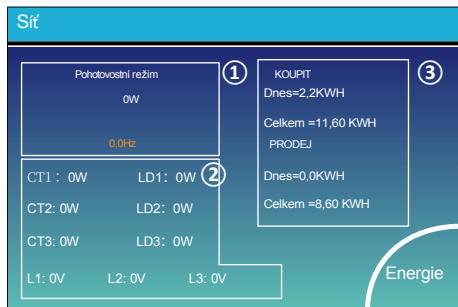 Síť
Pohotovostní režim
0W
0,0Hz
①
CT1： 0W LD1： 0W
②
CT2: 0W LD2： 0W
CT3: 0W LD3： 0W
L1: 0V L2: 0V L3: 0V
KOUPIT
③
Dnes=2,2KWH
Celkem =11,60 KWH
PRODEJ
Dnes=0,0KWH
Celkem =8,60 KWH
Energie